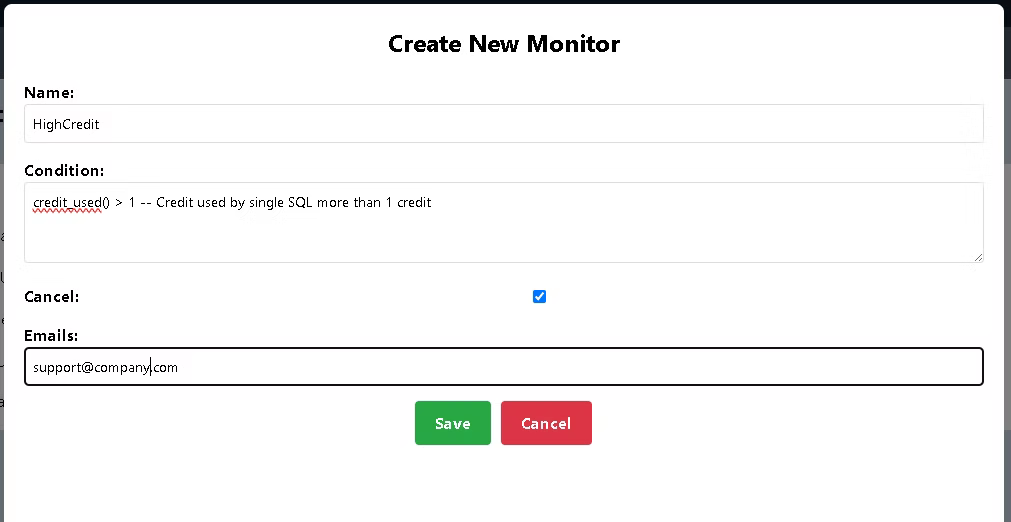 Create New Monitor
Name:
HighCredit
Condition:
credit_used() > 1 -- Credit used by single SQL more than 1 credit
Cancel:
Emails:
support@company.com
Save Cancel